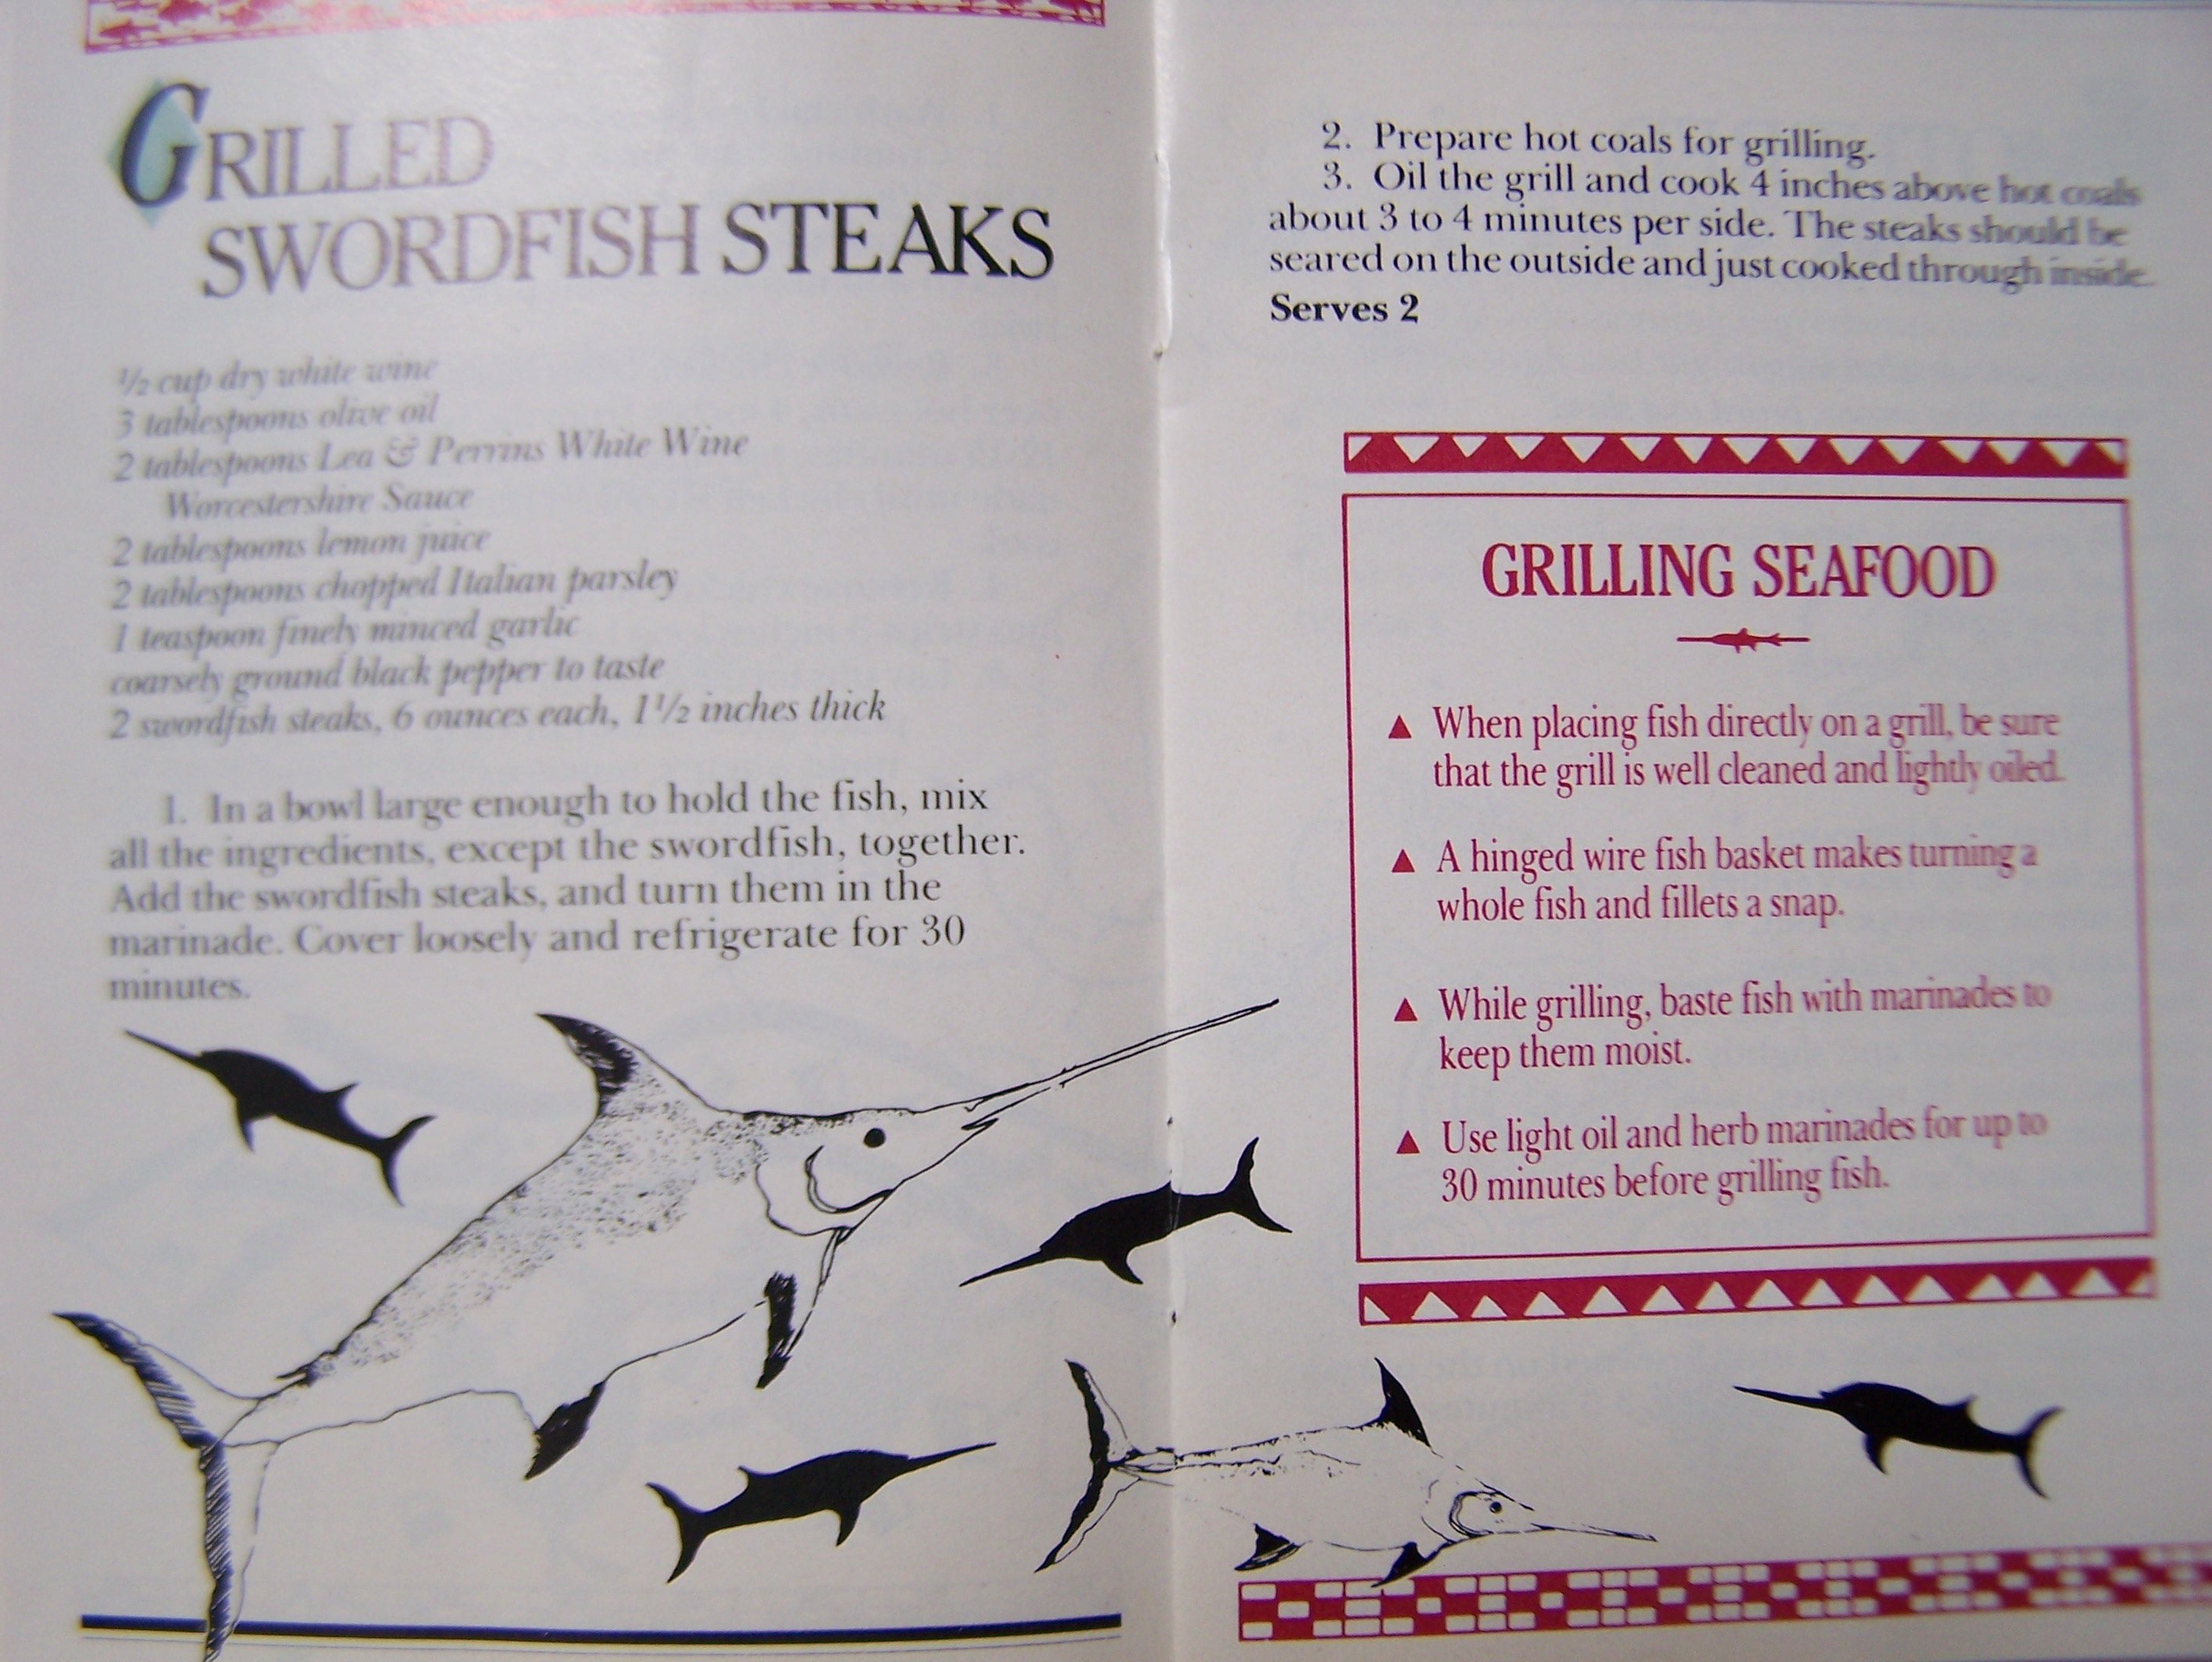 GRILLED
SWORDFISH STEAKS
½ cup dry white wine
3 tablespoons olive oil
2 tablespoons Lea & Perrins White Wine
Worcestershire Sauce
2 tablespoons lemon juice
2 tablespoons chopped Italian parsley
1 teaspoon finely minced garlic
coarsely ground black pepper to taste
2 swordfish steaks, 6 ounces each, 1½ inches thick
1. In a bowl large enough to hold the fish, mix
all the ingredients, except the swordfish, together.
Add the swordfish steaks, and turn them in the
marinade. Cover loosely and refrigerate for 30
minutes.
2. Prepare hot coals for grilling.
3. Oil the grill and cook 4 inches above hot coals
about 3 to 4 minutes per side. The steaks should be
seared on the outside and just cooked through inside.
Serves 2
GRILLING SEAFOOD
▲ When placing fish directly on a grill, be sure
that the grill is well cleaned and lightly oiled.
▲ A hinged wire fish basket makes turning a
whole fish and fillets a snap.
▲ While grilling, baste fish with marinades to
keep them moist.
▲ Use light oil and herb marinades for up to
30 minutes before grilling fish.